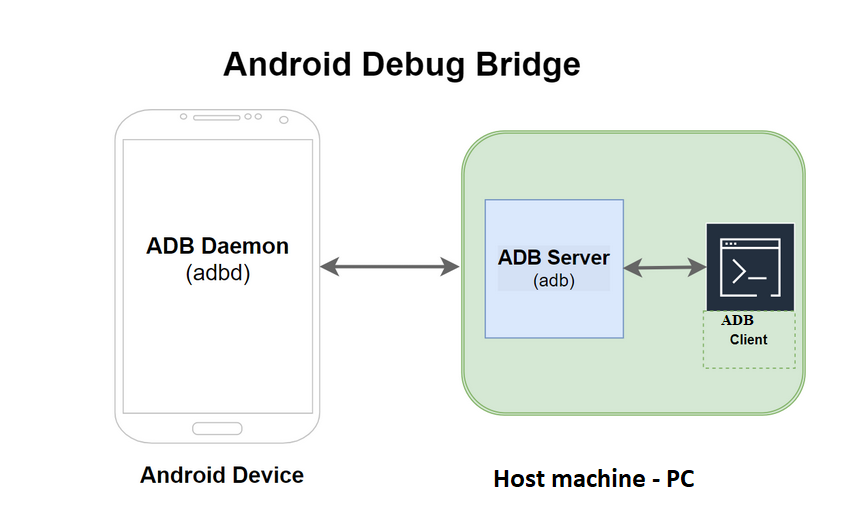 Android Debug Bridge
ADB Daemon
(adbd)
ADB Server
(adb)
ADB
Client
Android Device
Host machine - PC